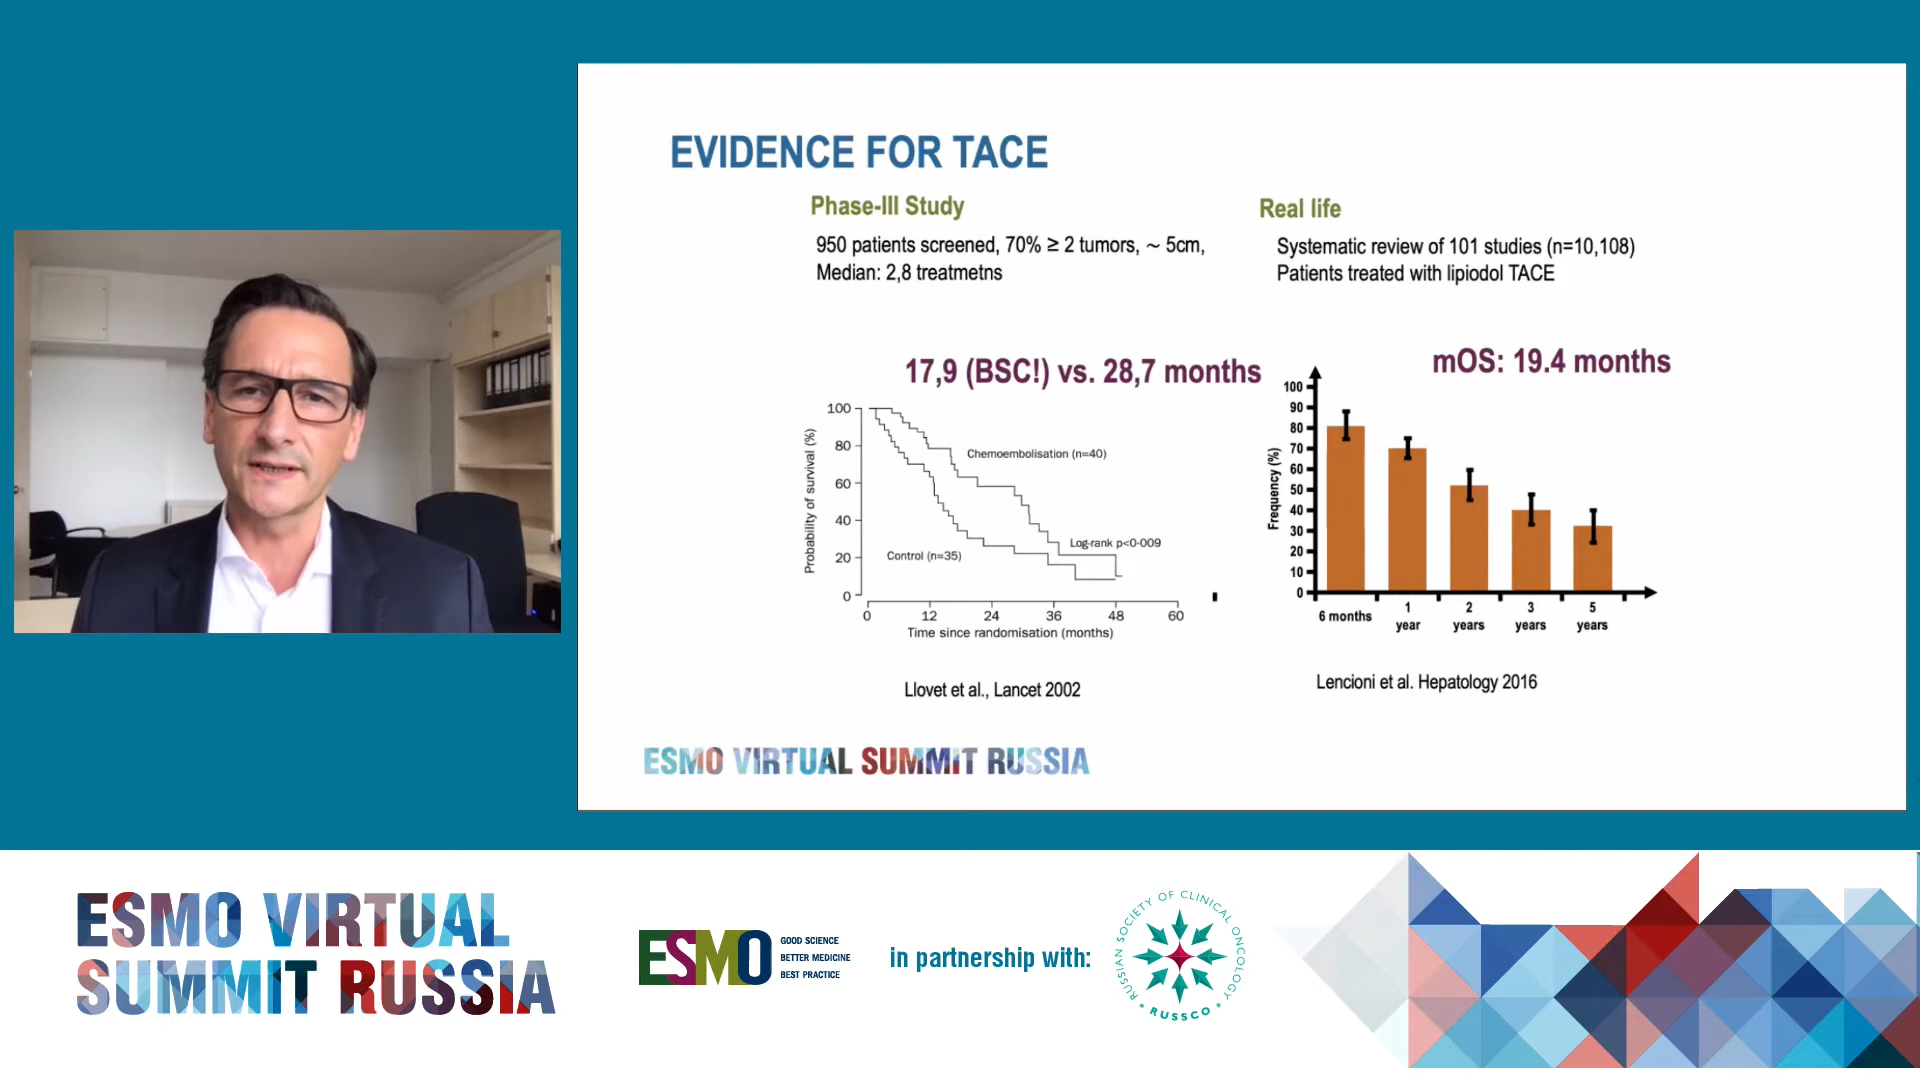 EVIDENCE FOR TACE
Phase-III Study
950 patients screened, 70% ≥ 2 tumors, ~ 5cm,
Median: 2,8 treatmetns
17,9 (BSC!) vs. 28,7 months
Probability of survival (%)
100
80
60
40
20
0
Chemoembolisation (n=40)
Control (n=35)
Log-rank p<0·009
0 12 24 36 48 60
Time since randomisation (months)
Llovet et al., Lancet 2002
Real life
Systematic review of 101 studies (n=10,108)
Patients treated with lipiodol TACE
mOS: 19.4 months
Frequency (%)
100
90
80
70
60
50
40
30
20
10
0
6 months 1 year 2 years 3 years 5 years
Lencioni et al. Hepatology 2016
ESMO VIRTUAL SUMMIT RUSSIA
ESMO VIRTUAL
SUMMIT RUSSIA
ESMO
GOOD SCIENCE
BETTER MEDICINE
BEST PRACTICE
in partnership with:
RUSSIAN SOCIETY OF CLINICAL ONCOLOGY
* RUSSCO *